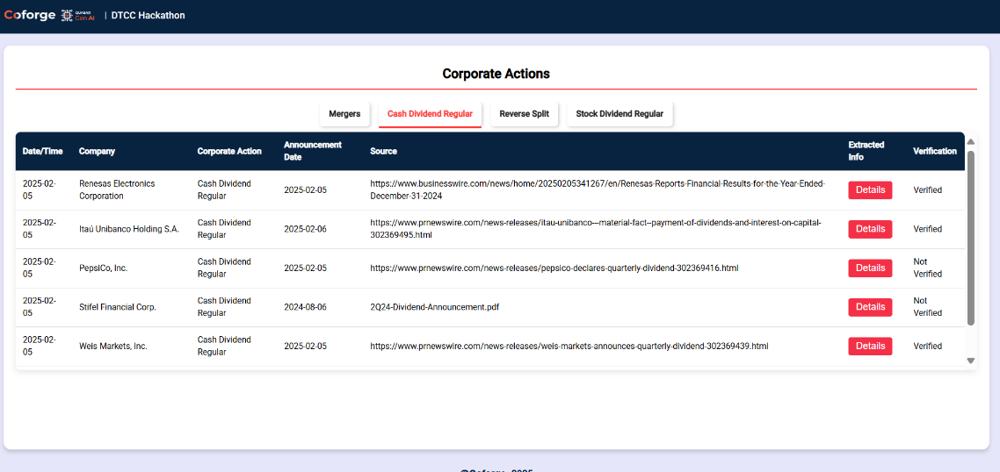 Coforge QUASAR Gen AI | DTCC Hackathon
Corporate Actions
Mergers Cash Dividend Regular Reverse Split Stock Dividend Regular
Date/Time Company Corporate Action Announcement Date Source Extracted Info Verification
2025-02-05 Renesas Electronics Corporation Cash Dividend Regular 2025-02-05 https://www.businesswire.com/news/home/20250205341267/en/Renesas-Reports-Financial-Results-for-the-Year-Ended-December-31-2024 Details Verified
2025-02-05 Itaú Unibanco Holding S.A. Cash Dividend Regular 2025-02-06 https://www.prnewswire.com/news-releases/itau-unibanco---material-fact--payment-of-dividends-and-interest-on-capital-302369495.html Details Verified
2025-02-05 PepsiCo, Inc. Cash Dividend Regular 2025-02-05 https://www.prnewswire.com/news-releases/pepsico-declares-quarterly-dividend-302369416.html Details Not Verified
2025-02-05 Stifel Financial Corp. Cash Dividend Regular 2024-08-06 2Q24-Dividend-Announcement.pdf Details Not Verified
2025-02-05 Weis Markets, Inc. Cash Dividend Regular 2025-02-05 https://www.prnewswire.com/news-releases/weis-markets-announces-quarterly-dividend-302369439.html Details Verified
@Coforge, 2025